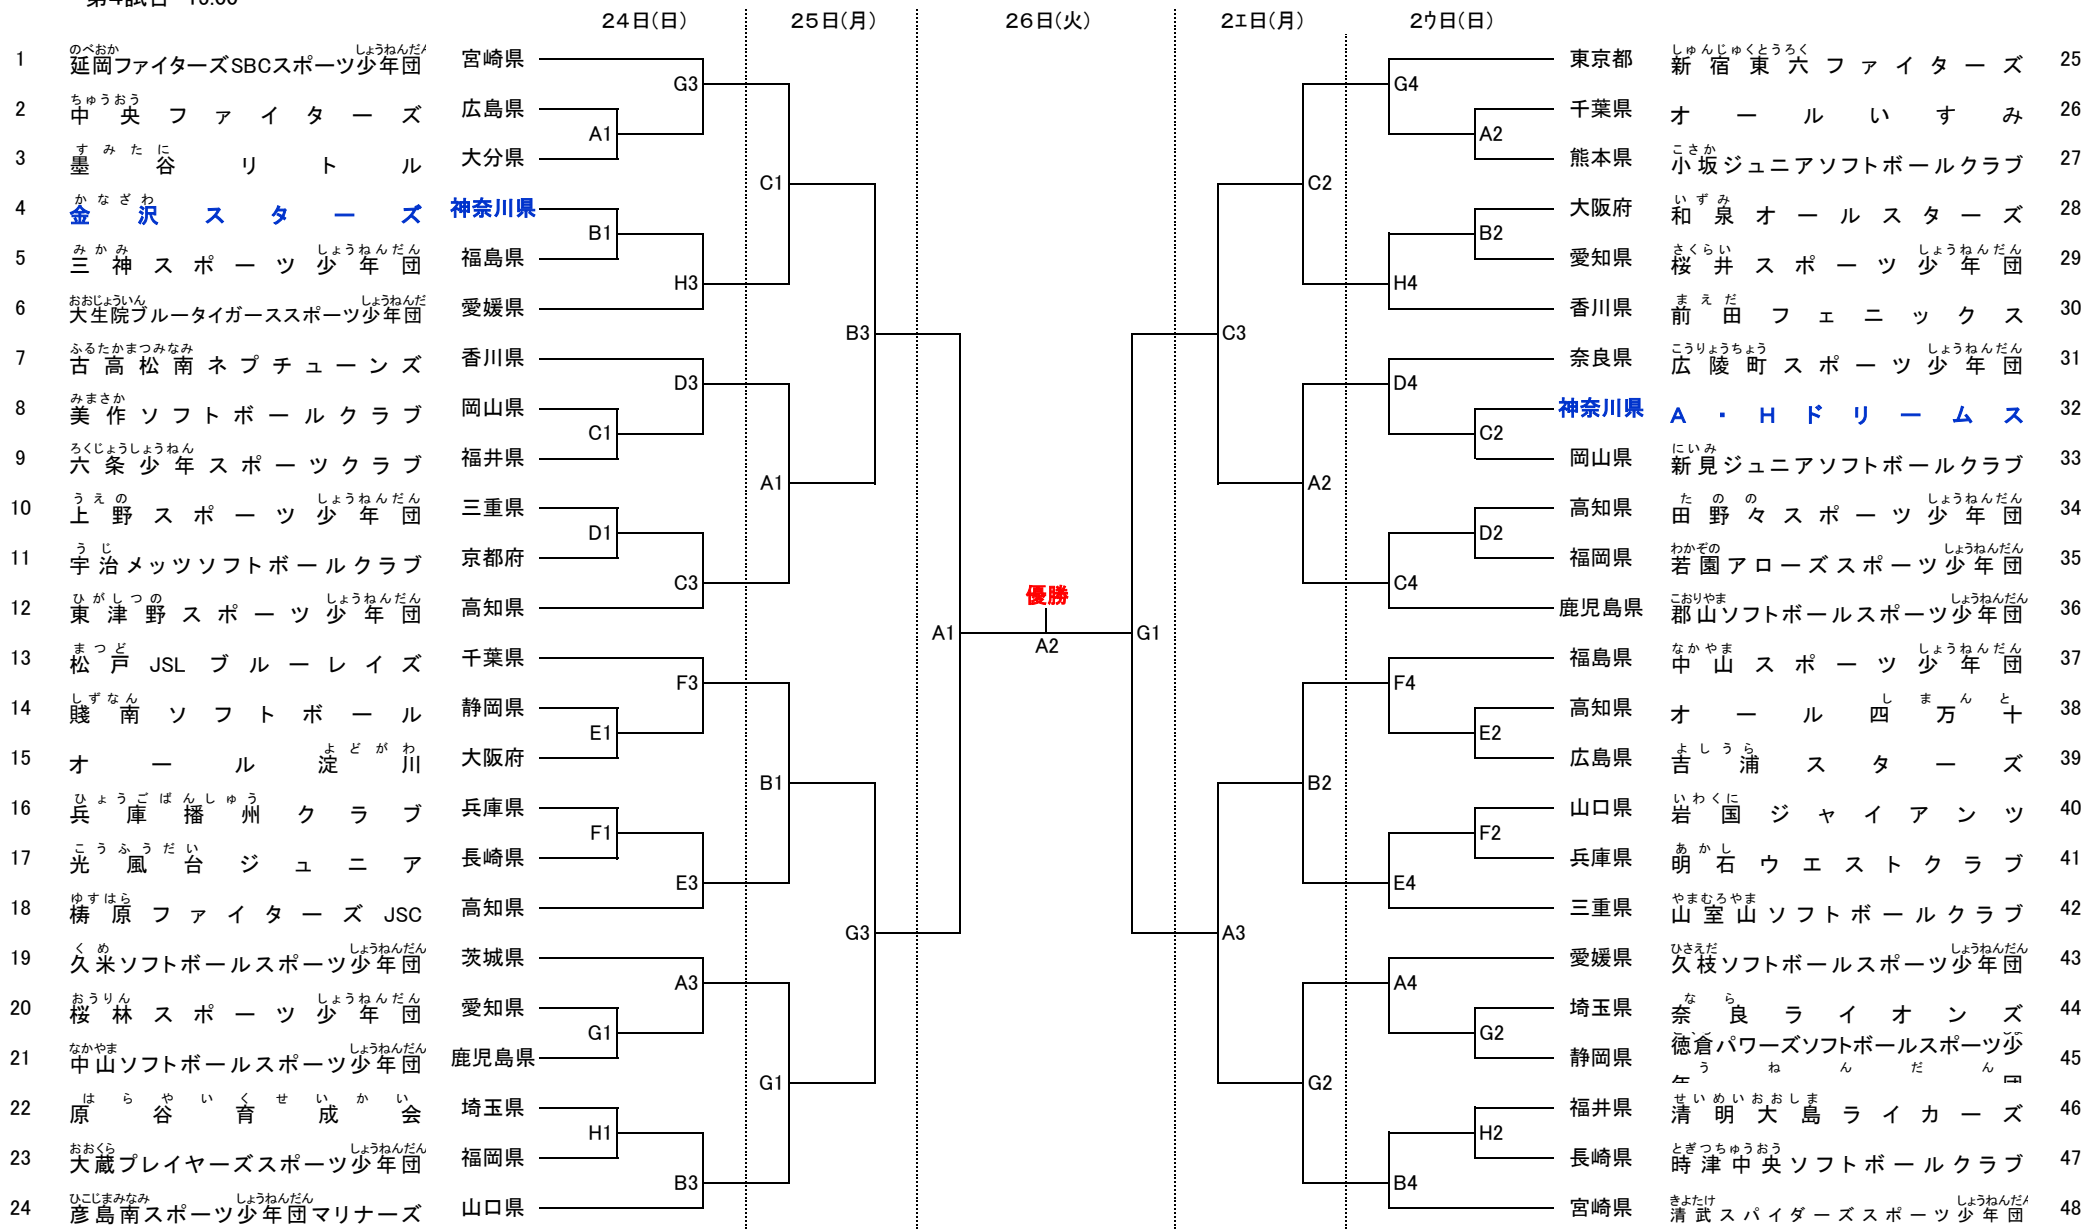 24日(日) 25日(月) 26日(火) 2ｴ日(月) 2ｳ日(日)
1 延岡ファイターズSBCスポーツ少年団 宮崎県
2 中央ファイターズ 広島県
3 墨谷リトル 大分県
4 金沢スターズ 神奈川県
5 三神スポーツ少年団 福島県
6 大生院ブルータイガーススポーツ少年団 愛媛県
7 古高松南ネプチューンズ 香川県
8 美作ソフトボールクラブ 岡山県
9 六条少年スポーツクラブ 福井県
10 上野スポーツ少年団 三重県
11 宇治メッツソフトボールクラブ 京都府
12 東津野スポーツ少年団 高知県
13 松戸JSLブルーレイズ 千葉県
14 賤南ソフトボール 静岡県
15 オール淀川 大阪府
16 兵庫播州クラブ 兵庫県
17 光風台ジュニア 長崎県
18 梼原ファイターズJSC 高知県
19 久米ソフトボールスポーツ少年団 茨城県
20 桜林スポーツ少年団 愛知県
21 中山ソフトボールスポーツ少年団 鹿児島県
22 原谷育成会 埼玉県
23 大蔵プレイヤーズスポーツ少年団 福岡県
24 彦島南スポーツ少年団マリナーズ 山口県
G3
A1
C1
B1
H3
B3
D3
C1
A1
D1
C3
A1
F3
E1
B1
F1
E3
G3
A3
G1
G1
H1
B3
優勝
A2
G4
A2
C2
B2
H4
C3
D4
C2
A2
D2
C4
G1
F4
E2
B2
F2
E4
A3
A4
G2
G2
H2
B4
東京都 新宿東六ファイターズ 25
千葉県 オールいすみ 26
熊本県 小坂ジュニアソフトボールクラブ 27
大阪府 和泉オールスターズ 28
愛知県 桜井スポーツ少年団 29
香川県 前田フェニックス 30
奈良県 広陵町スポーツ少年団 31
神奈川県 A・Hドリームス 32
岡山県 新見ジュニアソフトボールクラブ 33
高知県 田野々スポーツ少年団 34
福岡県 若園アローズスポーツ少年団 35
鹿児島県 郡山ソフトボールスポーツ少年団 36
福島県 中山スポーツ少年団 37
高知県 オール四万十 38
広島県 吉浦スターズ 39
山口県 岩国ジャイアンツ 40
兵庫県 明石ウエストクラブ 41
三重県 山室山ソフトボールクラブ 42
愛媛県 久枝ソフトボールスポーツ少年団 43
埼玉県 奈良ライオンズ 44
静岡県 徳倉パワーズソフトボールスポーツ少 45
福井県 清明大島ライカーズ 46
長崎県 時津中央ソフトボールクラブ 47
宮崎県 清武スパイダーズスポーツ少年団 48